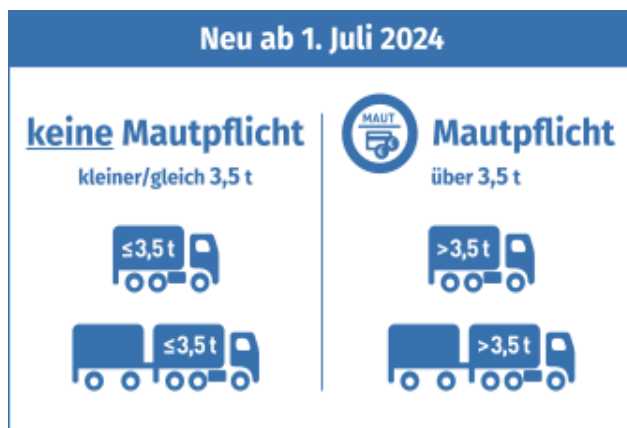 Neu ab 1. Juli 2024
keine Mautpflicht
kleiner/gleich 3,5 t
≤3,5 t
≤3,5 t
MAUT
Mautpflicht
über 3,5 t
>3,5 t
>3,5 t